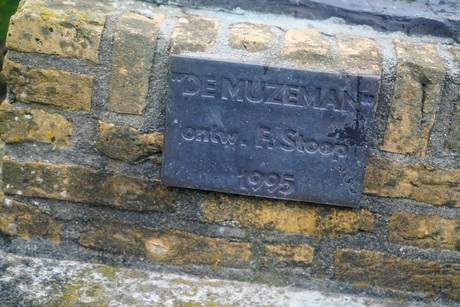 "DE MUZEMAN"
ontw. F. Stoop
1995